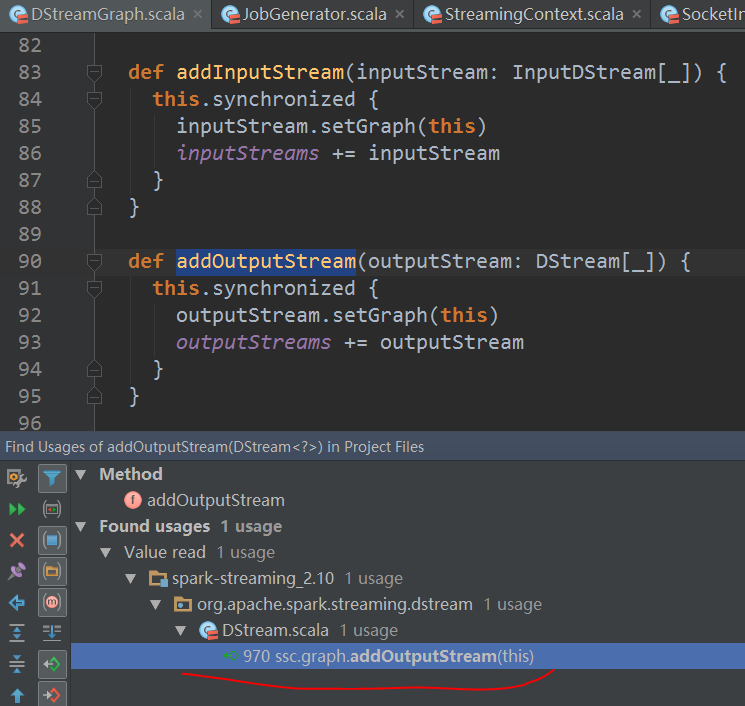 DStreamGraph.scala × JobGenerator.scala × StreamingContext.scala × SocketIn
82
83 def addInputStream(inputStream: InputDStream[_]) {
84 this.synchronized {
85 inputStream.setGraph(this)
86 inputStreams += inputStream
87 }
88 }
89
90 def addOutputStream(outputStream: DStream[_]) {
91 this.synchronized {
92 outputStream.setGraph(this)
93 outputStreams += outputStream
94 }
95 }
96
Find Usages of addOutputStream(DStream<?>) in Project Files
Method
f addOutputStream
Found usages 1 usage
Value read 1 usage
spark-streaming_2.10 1 usage
org.apache.spark.streaming.dstream 1 usage
DStream.scala 1 usage
970 ssc.graph.addOutputStream(this)